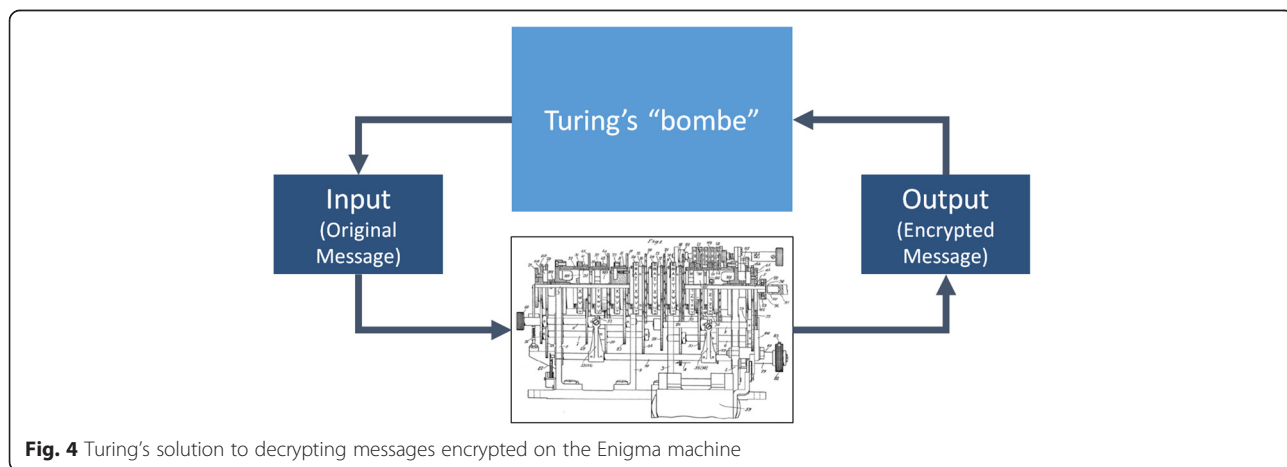 Turing's "bombe"
Input
(Original
Message)
Output
(Encrypted
Message)
Fig. 4 Turing's solution to decrypting messages encrypted on the Enigma machine